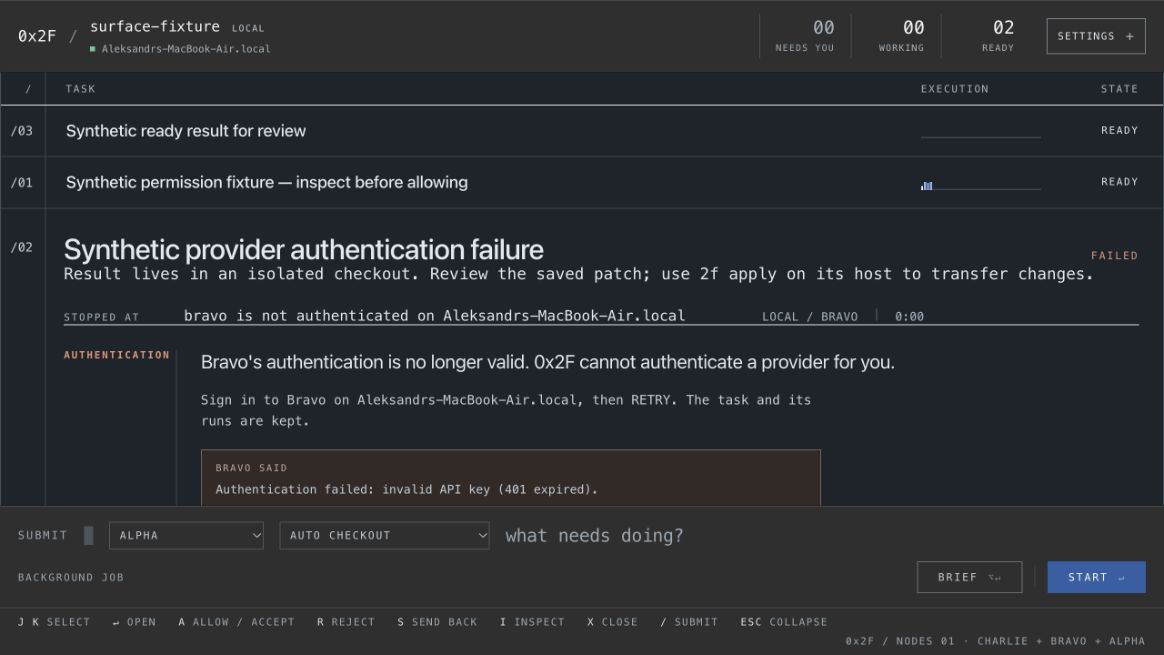 0x2F / surface-fixture LOCAL
Aleksandrs-MacBook-Air.local
00 NEEDS YOU
00 WORKING
02 READY
SETTINGS +
/ TASK EXECUTION STATE
/03 Synthetic ready result for review READY
/01 Synthetic permission fixture — inspect before allowing READY
/02 Synthetic provider authentication failure FAILED
Result lives in an isolated checkout. Review the saved patch; use 2f apply on its host to transfer changes.
STOPPED AT bravo is not authenticated on Aleksandrs-MacBook-Air.local LOCAL / BRAVO 0:00
AUTHENTICATION Bravo's authentication is no longer valid. 0x2F cannot authenticate a provider for you.
Sign in to Bravo on Aleksandrs-MacBook-Air.local, then RETRY. The task and its
runs are kept.
BRAVO SAID
Authentication failed: invalid API key (401 expired).
SUBMIT ALPHA AUTO CHECKOUT what needs doing?
BACKGROUND JOB BRIEF ⌥↵ START ↵
J K SELECT ↵ OPEN A ALLOW / ACCEPT R REJECT S SEND BACK I INSPECT X CLOSE / SUBMIT ESC COLLAPSE
0x2F / NODES 01 · CHARLIE + BRAVO + ALPHA